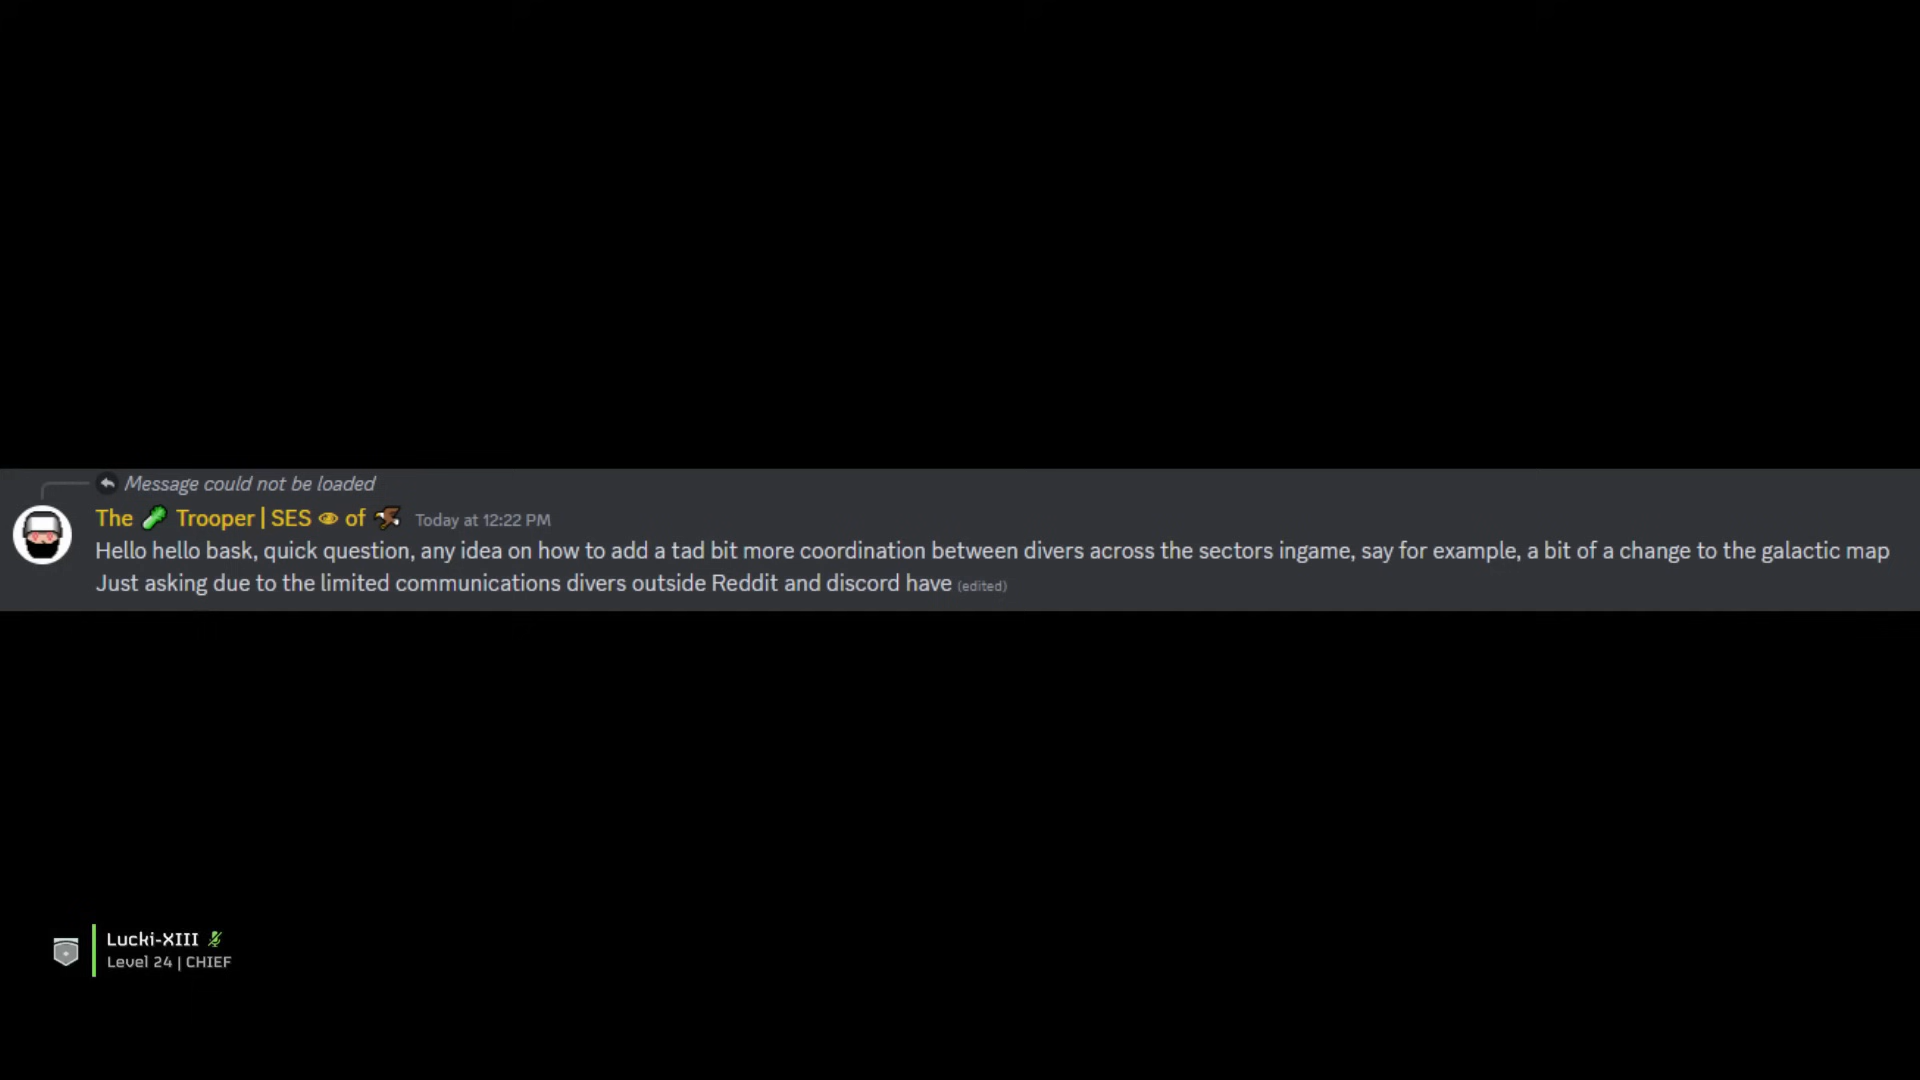 Message could not be loaded
The Trooper | SES of Today at 12:22 PM
Hello hello bask, quick question, any idea on how to add a tad bit more coordination between divers across the sectors ingame, say for example, a bit of a change to the galactic map
Just asking due to the limited communications divers outside Reddit and discord have (edited)
Lucki-XIII
Level 24 | CHIEF